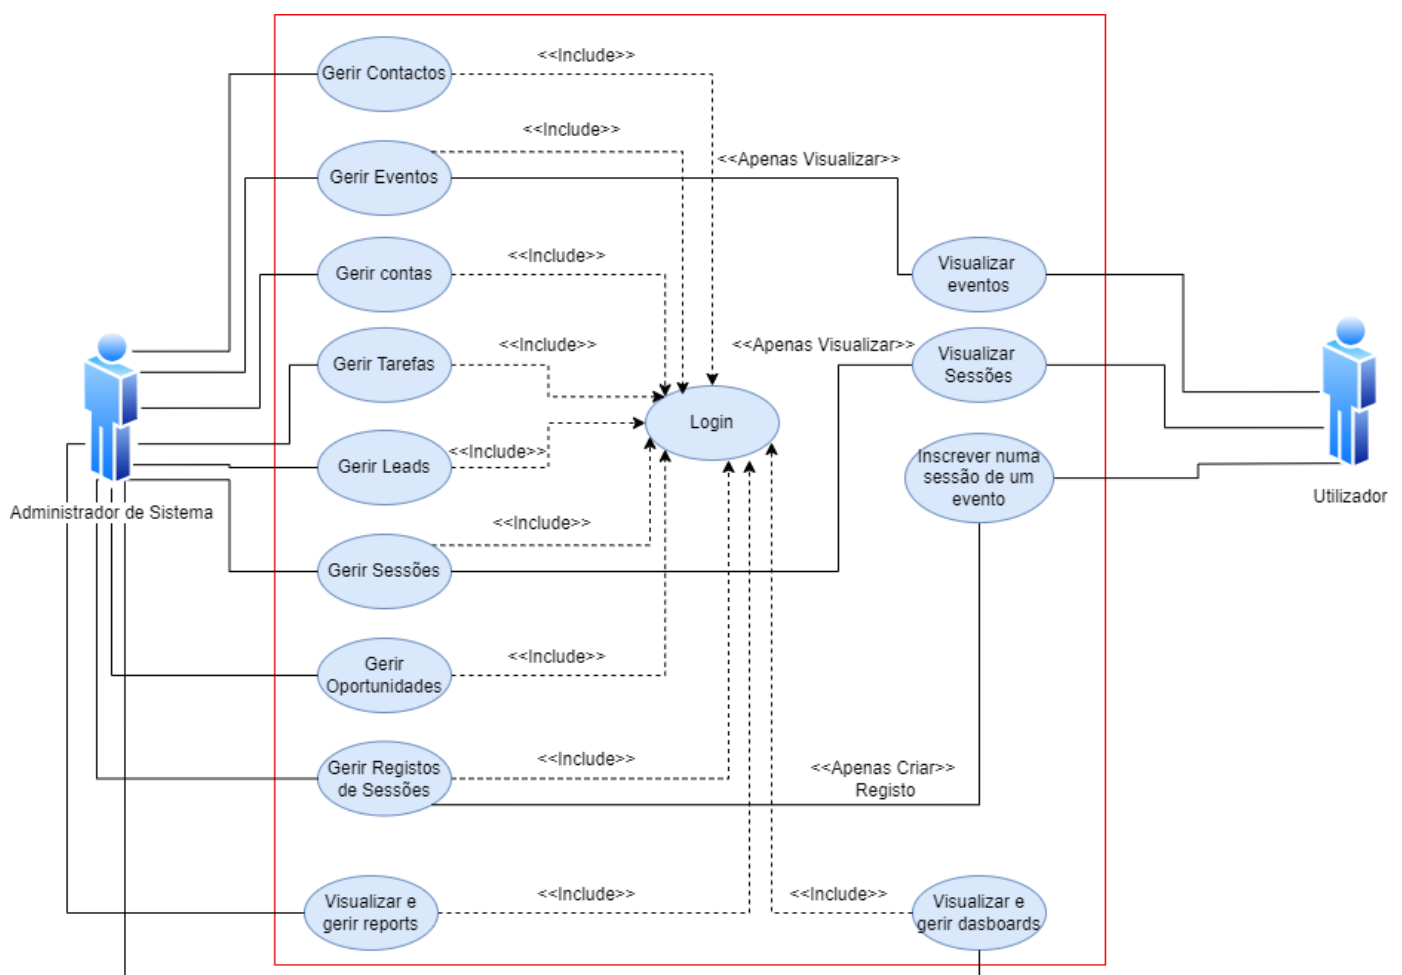 <<Include>>
Gerir Contactos
<<Include>>
<<Apenas Visualizar>>
Gerir Eventos
<<Include>>
Gerir contas
Visualizar
eventos
<<Include>>
<<Apenas Visualizar>>
Gerir Tarefas
Visualizar
Sessões
Login
<<Include>>
Gerir Leads
Inscrever numa
sessão de um
evento
Utilizador
Administrador de Sistema
<<Include>>
Gerir Sessões
<<Include>>
Gerir
Oportunidades
<<Include>>
Gerir Registos
de Sessões
<<Apenas Criar>>
Registo
<<Include>>
<<Include>>
Visualizar e
gerir reports
Visualizar e
gerir dasboards